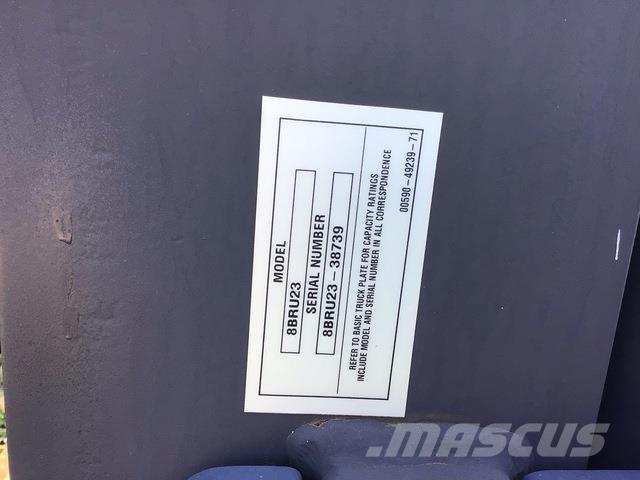 MODEL
8BRU23
SERIAL NUMBER
8BRU23-38739
REFER TO BASIC TRUCK PLATE FOR CAPACITY RATINGS
INCLUDE MODEL AND SERIAL NUMBER IN ALL CORRESPONDENCE
00590-49239-71
.MASCUS